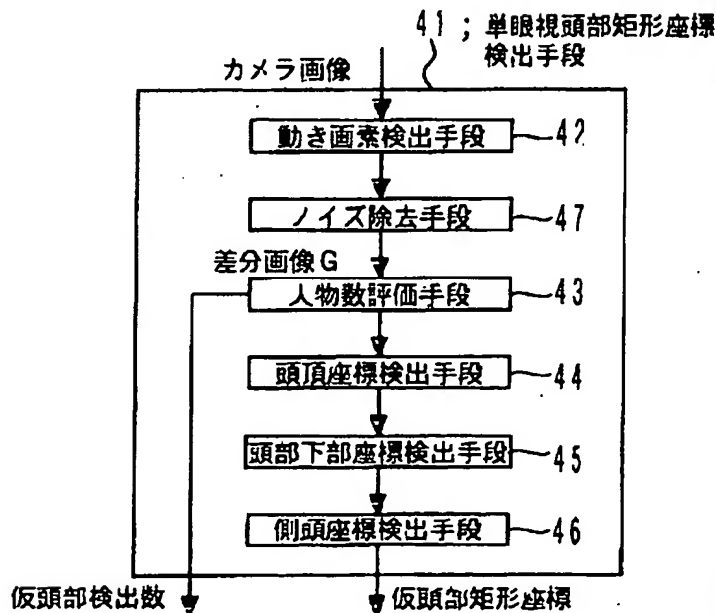 41 ; 単眼視頭部矩形座標
検出手段
カメラ画像
動き画素検出手段 42
ノイズ除去手段 47
差分画像G
人物数評価手段 43
頭頂座標検出手段 44
頭部下部座標検出手段 45
側頭座標検出手段 46
仮頭部検出数 仮頭部矩形座標